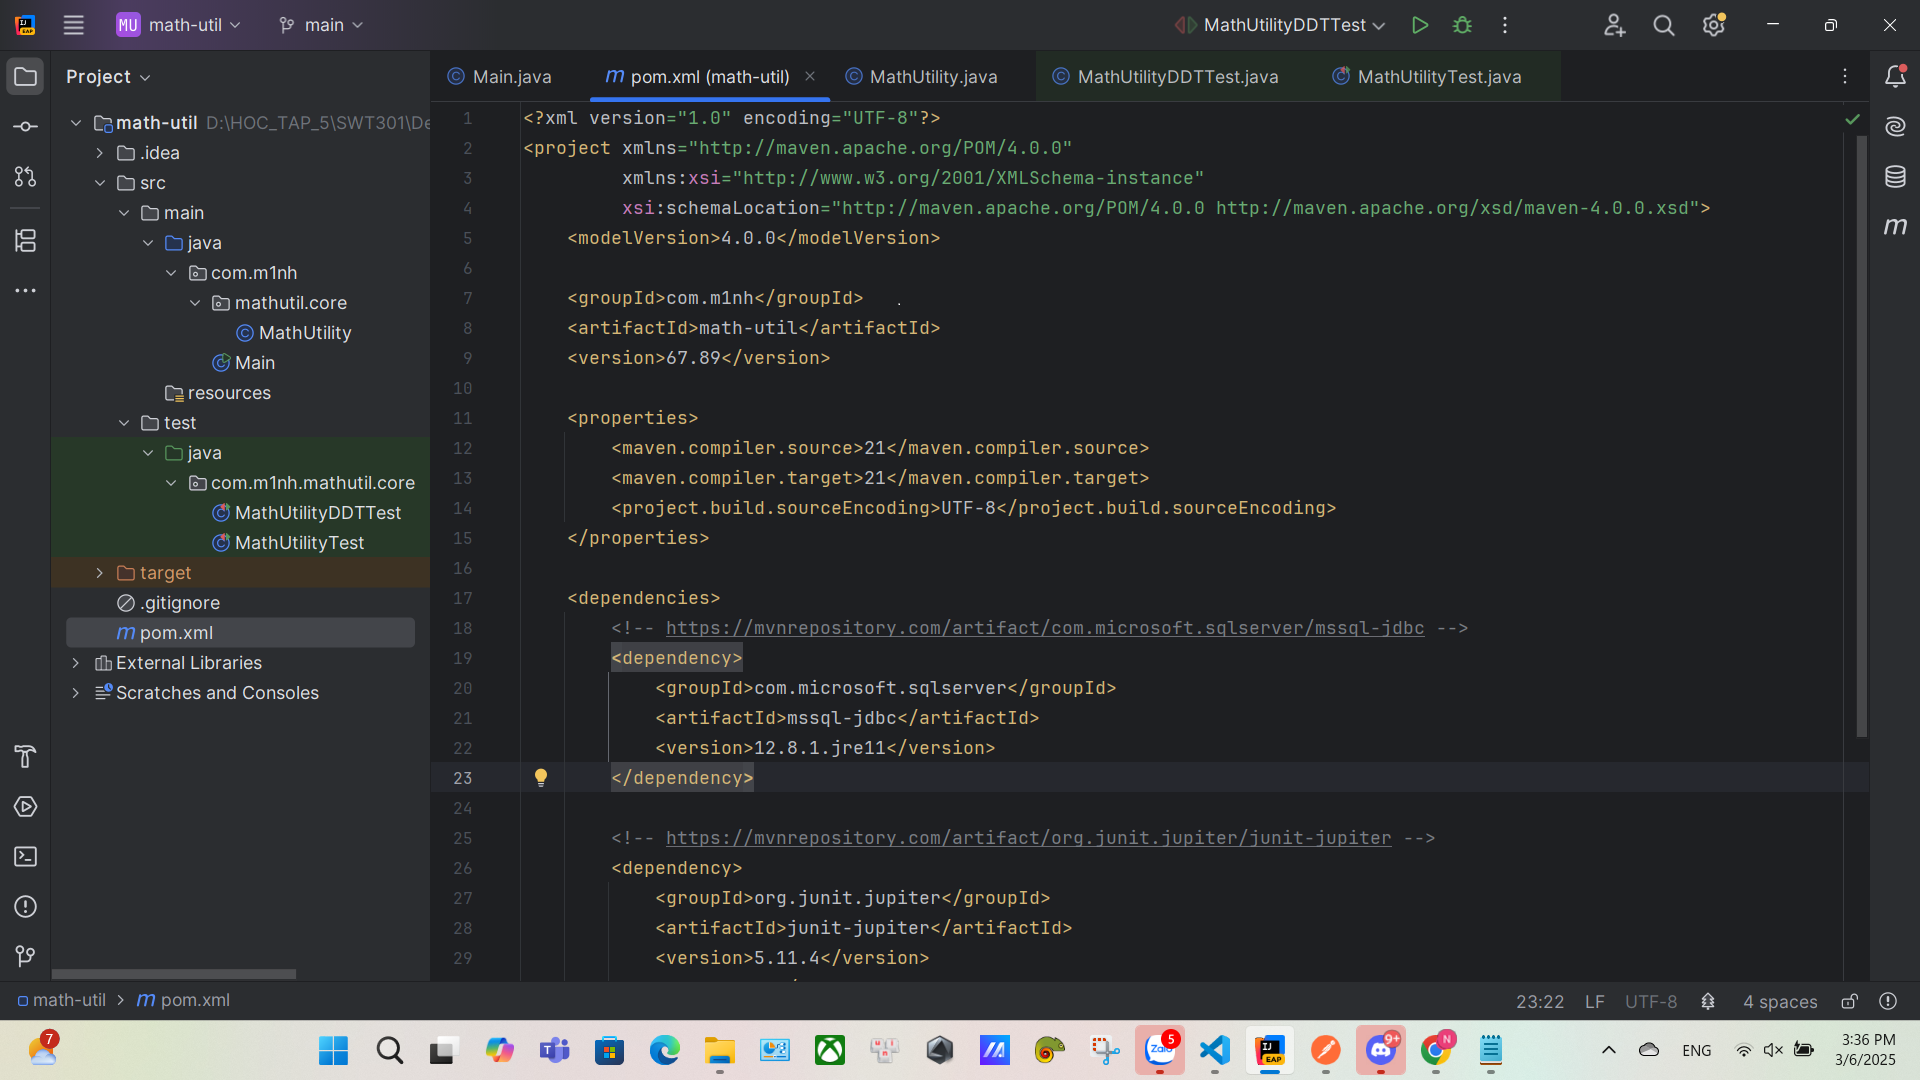 MU math-util main MathUtilityDDTTest
Project
Main.java pom.xml (math-util) MathUtility.java MathUtilityDDTTest.java MathUtilityTest.java
math-util D:\HOC_TAP_5\SWT301\De
.idea
src
main
java
com.m1nh
mathutil.core
MathUtility
Main
resources
test
java
com.m1nh.mathutil.core
MathUtilityDDTTest
MathUtilityTest
target
.gitignore
pom.xml
External Libraries
Scratches and Consoles
1 <?xml version="1.0" encoding="UTF-8"?>
2 <project xmlns="http://maven.apache.org/POM/4.0.0"
3 xmlns:xsi="http://www.w3.org/2001/XMLSchema-instance"
4 xsi:schemaLocation="http://maven.apache.org/POM/4.0.0 http://maven.apache.org/xsd/maven-4.0.0.xsd">
5 <modelVersion>4.0.0</modelVersion>
6
7 <groupId>com.m1nh</groupId>
8 <artifactId>math-util</artifactId>
9 <version>67.89</version>
10
11 <properties>
12 <maven.compiler.source>21</maven.compiler.source>
13 <maven.compiler.target>21</maven.compiler.target>
14 <project.build.sourceEncoding>UTF-8</project.build.sourceEncoding>
15 </properties>
16
17 <dependencies>
18 <!-- https://mvnrepository.com/artifact/com.microsoft.sqlserver/mssql-jdbc -->
19 <dependency>
20 <groupId>com.microsoft.sqlserver</groupId>
21 <artifactId>mssql-jdbc</artifactId>
22 <version>12.8.1.jre11</version>
23 </dependency>
24
25 <!-- https://mvnrepository.com/artifact/org.junit.jupiter/junit-jupiter -->
26 <dependency>
27 <groupId>org.junit.jupiter</groupId>
28 <artifactId>junit-jupiter</artifactId>
29 <version>5.11.4</version>
math-util > pom.xml 23:22 LF UTF-8 4 spaces
7 Zalo 5 IJ EAP 9+ N ENG 3:36 PM
3/6/2025